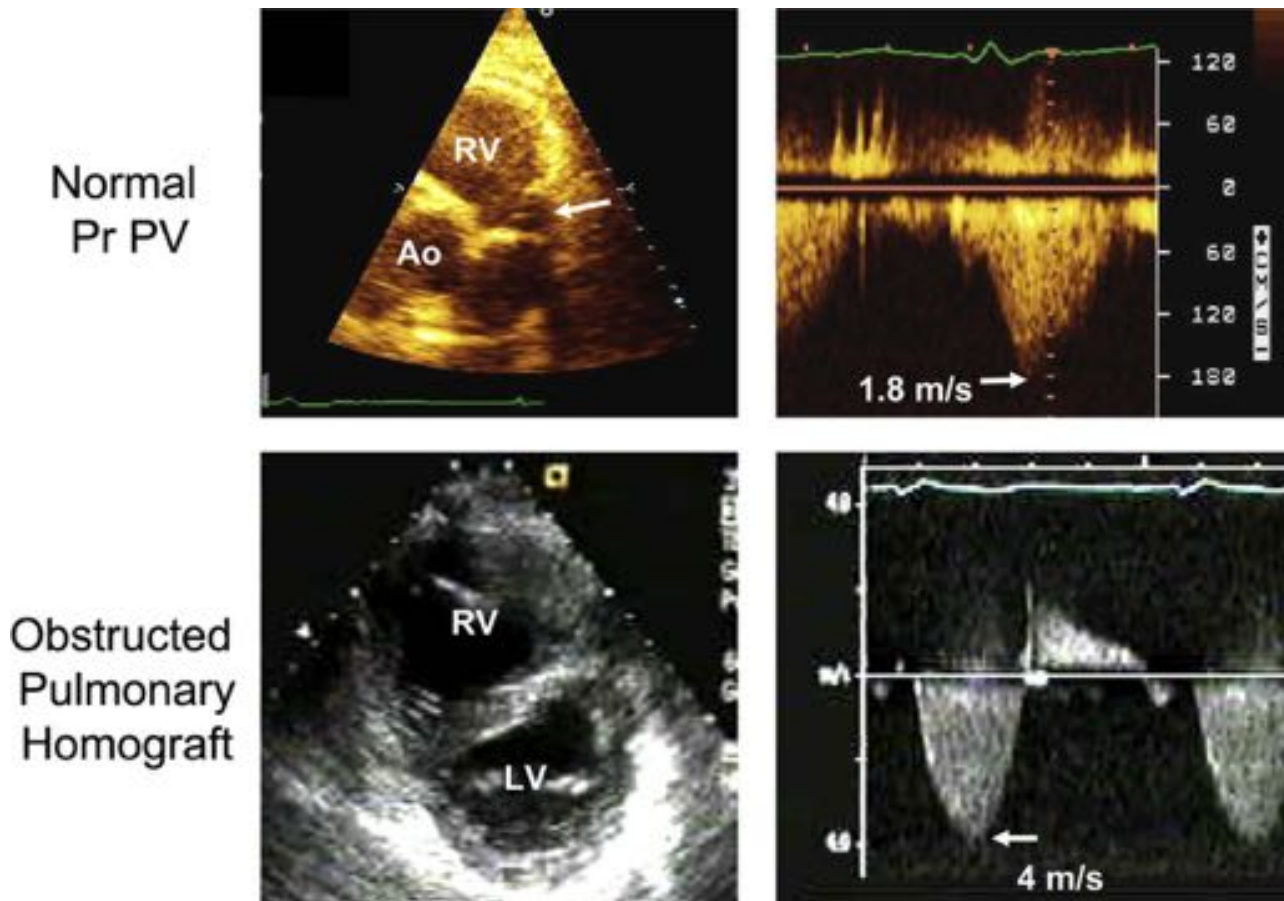 Normal
Pr PV
RV
Ao
120
60
0
60
120
180
1.8 m/s
Obstructed
Pulmonary
Homograft
RV
LV
4 m/s